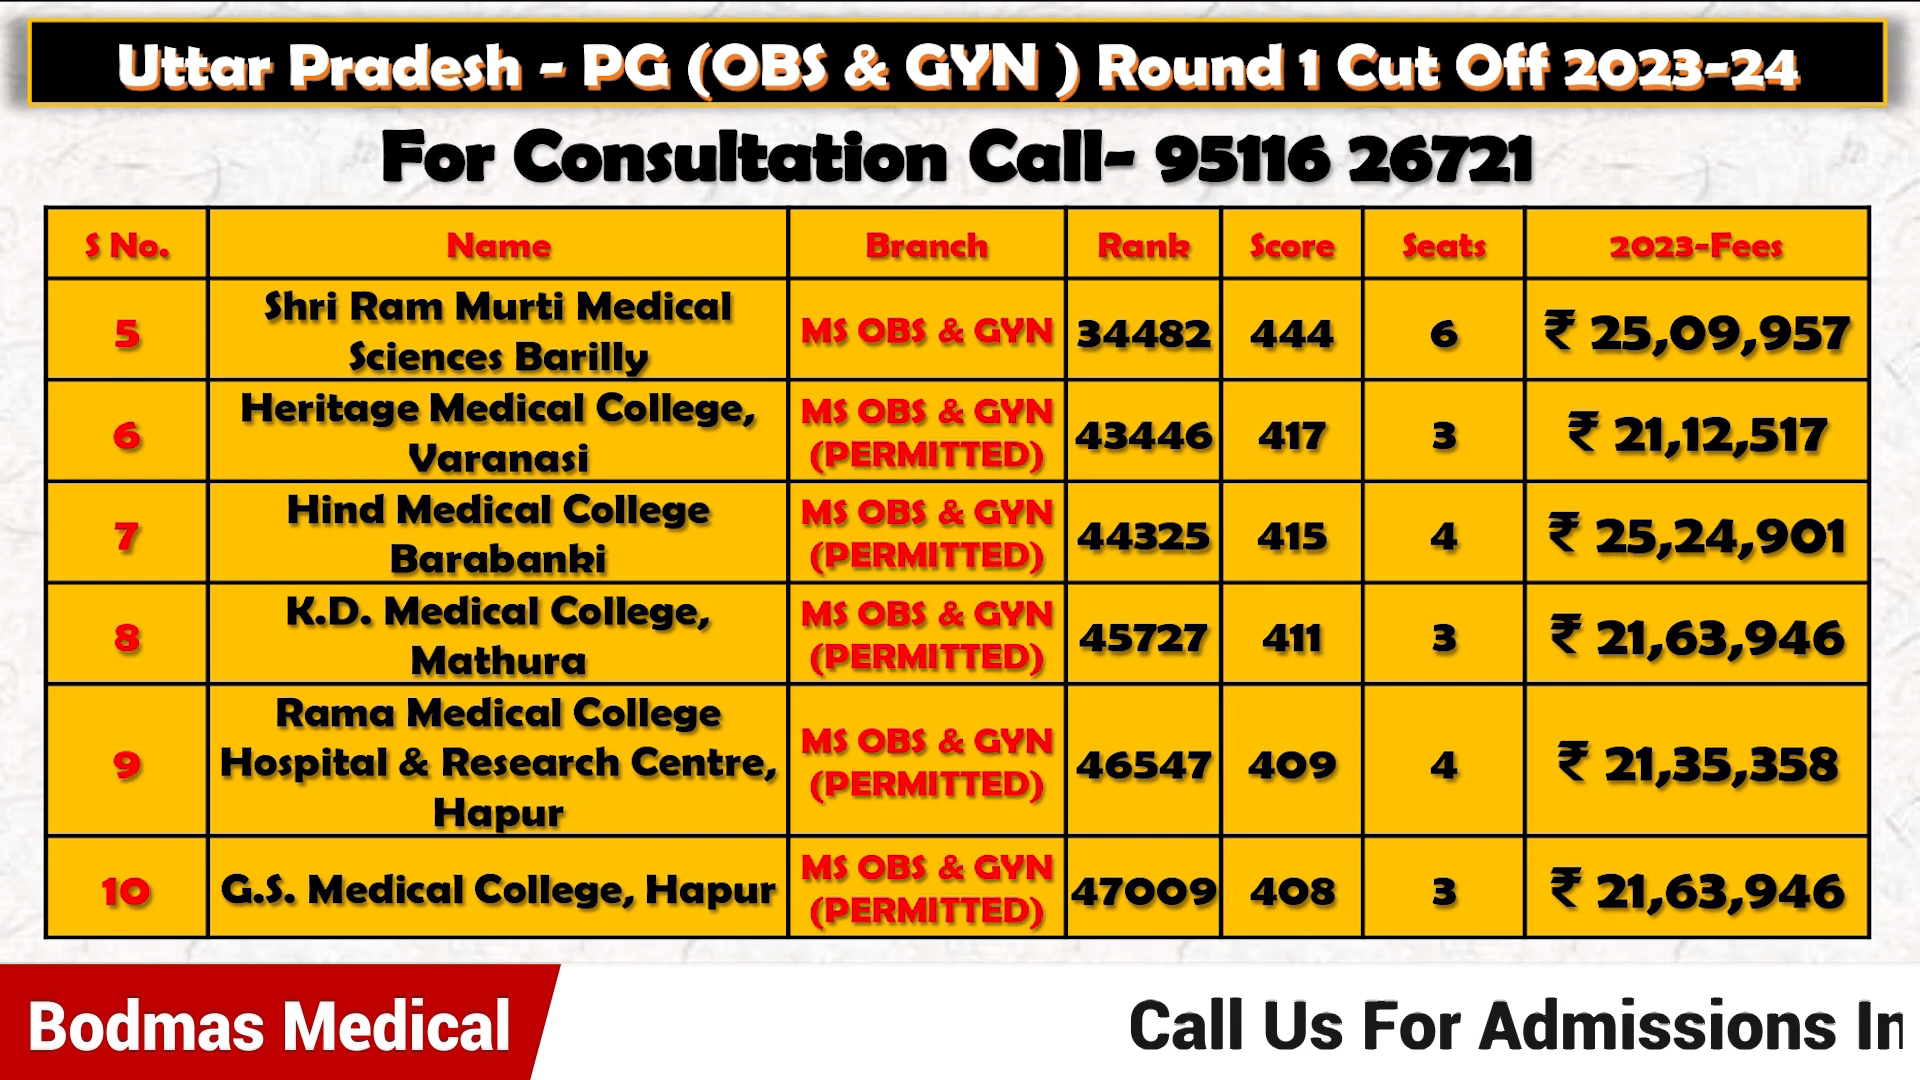 Uttar Pradesh - PG (OBS & GYN ) Round 1 Cut Off 2023-24
For Consultation Call- 95116 26721
S No. Name Branch Rank Score Seats 2023-Fees
5 Shri Ram Murti Medical Sciences Barilly MS OBS & GYN 34482 444 6 ₹ 25,09,957
6 Heritage Medical College, Varanasi MS OBS & GYN (PERMITTED) 43446 417 3 ₹ 21,12,517
7 Hind Medical College Barabanki MS OBS & GYN (PERMITTED) 44325 415 4 ₹ 25,24,901
8 K.D. Medical College, Mathura MS OBS & GYN (PERMITTED) 45727 411 3 ₹ 21,63,946
9 Rama Medical College Hospital & Research Centre, Hapur MS OBS & GYN (PERMITTED) 46547 409 4 ₹ 21,35,358
10 G.S. Medical College, Hapur MS OBS & GYN (PERMITTED) 47009 408 3 ₹ 21,63,946
Bodmas Medical Call Us For Admissions In